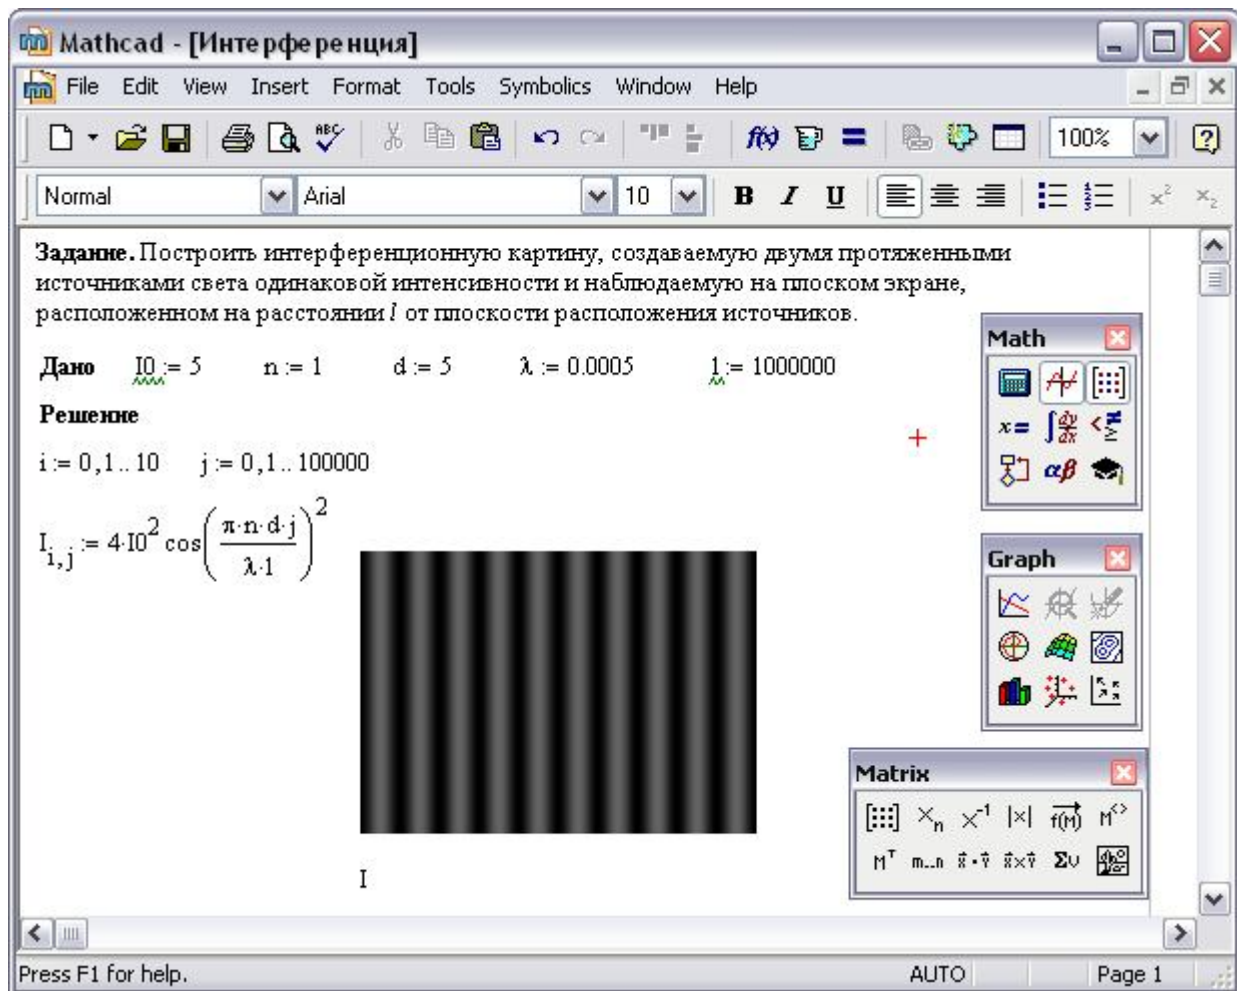 Mathcad - [Интерференция]
File Edit View Insert Format Tools Symbolics Window Help
100%
Normal Arial 10 B I U
Задание. Построить интерференционную картину, создаваемую двумя протяженными
источниками света одинаковой интенсивности и наблюдаемую на плоском экране,
расположенном на расстоянии l от плоскости расположения источников.
Дано I0 := 5 n := 1 d := 5 λ := 0.0005 l := 1000000
Решение
i := 0,1..10 j := 0,1..100000
I i,j := 4·I0^2 cos(π·n·d·j / λ·l)^2
I
Math
Graph
Matrix
Press F1 for help. AUTO Page 1